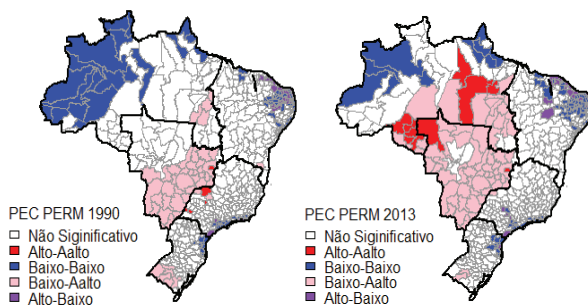 PEC PERM 1990
Não Siginificativo
Alto-Aalto
Baixo-Baixo
Baixo-Aalto
Alto-Baixo
PEC PERM 2013
Não Siginificativo
Alto-Aalto
Baixo-Baixo
Baixo-Aalto
Alto-Baixo